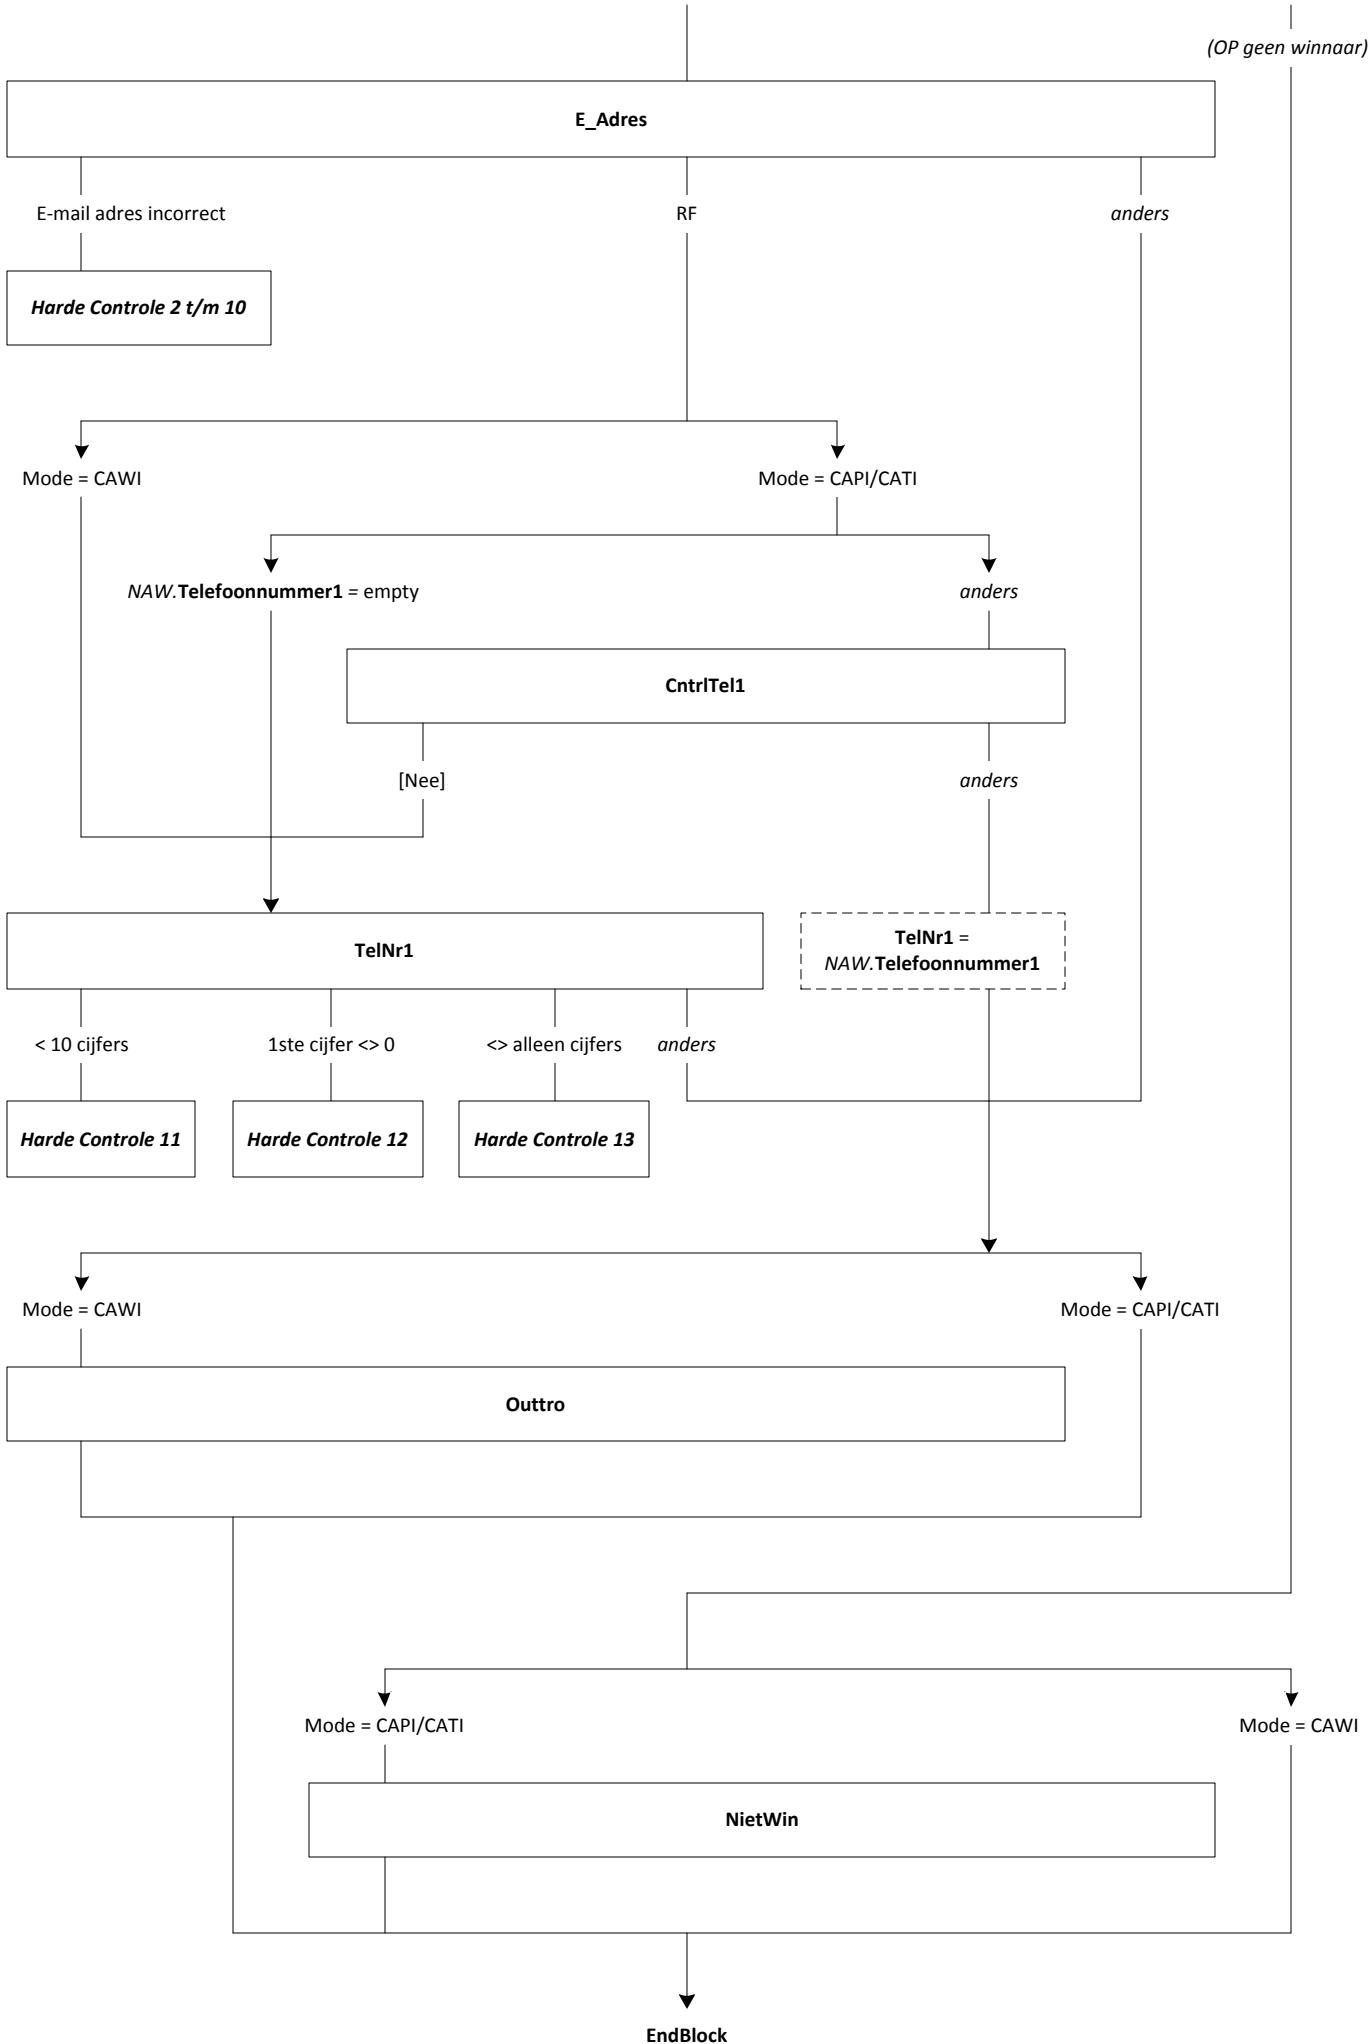 (OP geen winnaar)
E_Adres
E-mail adres incorrect
RF
anders
Harde Controle 2 t/m 10
Mode = CAWI
Mode = CAPI/CATI
NAW.Telefoonnummer1 = empty
anders
CntrlTel1
[Nee]
anders
TelNr1
TelNr1 =
NAW.Telefoonnummer1
< 10 cijfers
1ste cijfer <> 0
<> alleen cijfers
anders
Harde Controle 11
Harde Controle 12
Harde Controle 13
Mode = CAWI
Mode = CAPI/CATI
Outtro
Mode = CAPI/CATI
Mode = CAWI
NietWin
EndBlock